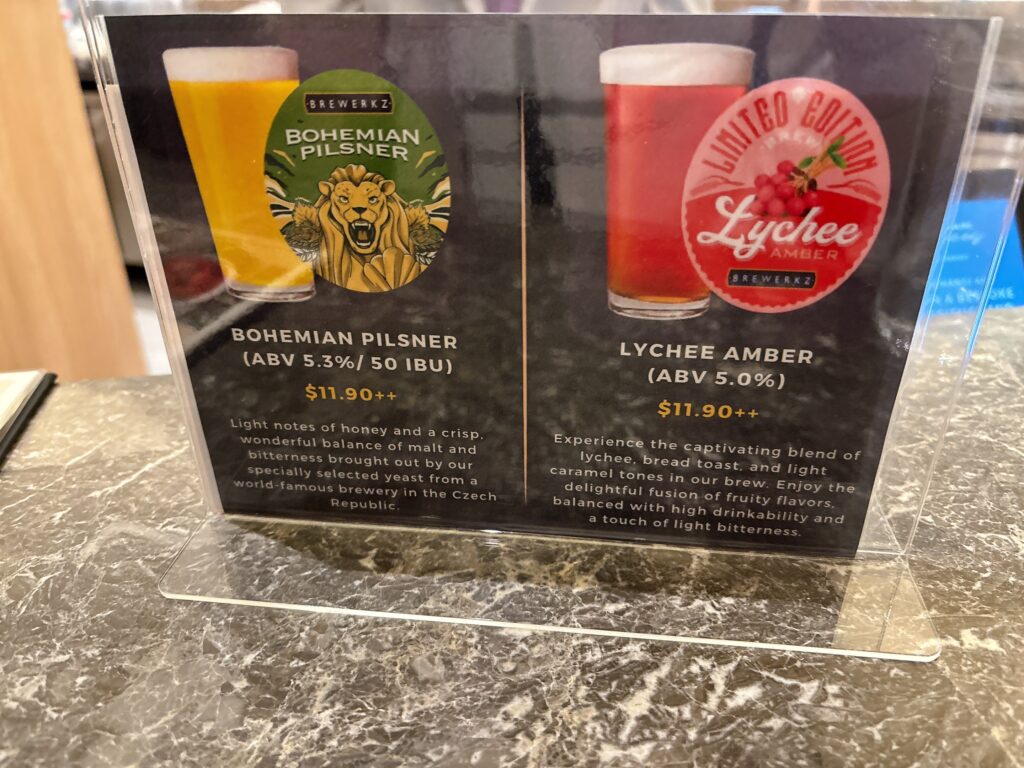 BREWERKZ
BOHEMIAN
PILSNER
BOHEMIAN PILSNER
(ABV 5.3%/ 50 IBU)
$11.90++
Light notes of honey and a crisp,
wonderful balance of malt and
bitterness brought out by our
specially selected yeast from a
world-famous brewery in the Czech
Republic.
LIMITED EDITION
Lychee
AMBER
BREWERKZ
LYCHEE AMBER
(ABV 5.0%)
$11.90++
Experience the captivating blend of
lychee, bread toast, and light
caramel tones in our brew. Enjoy the
delightful fusion of fruity flavors,
balanced with high drinkability and
a touch of light bitterness.